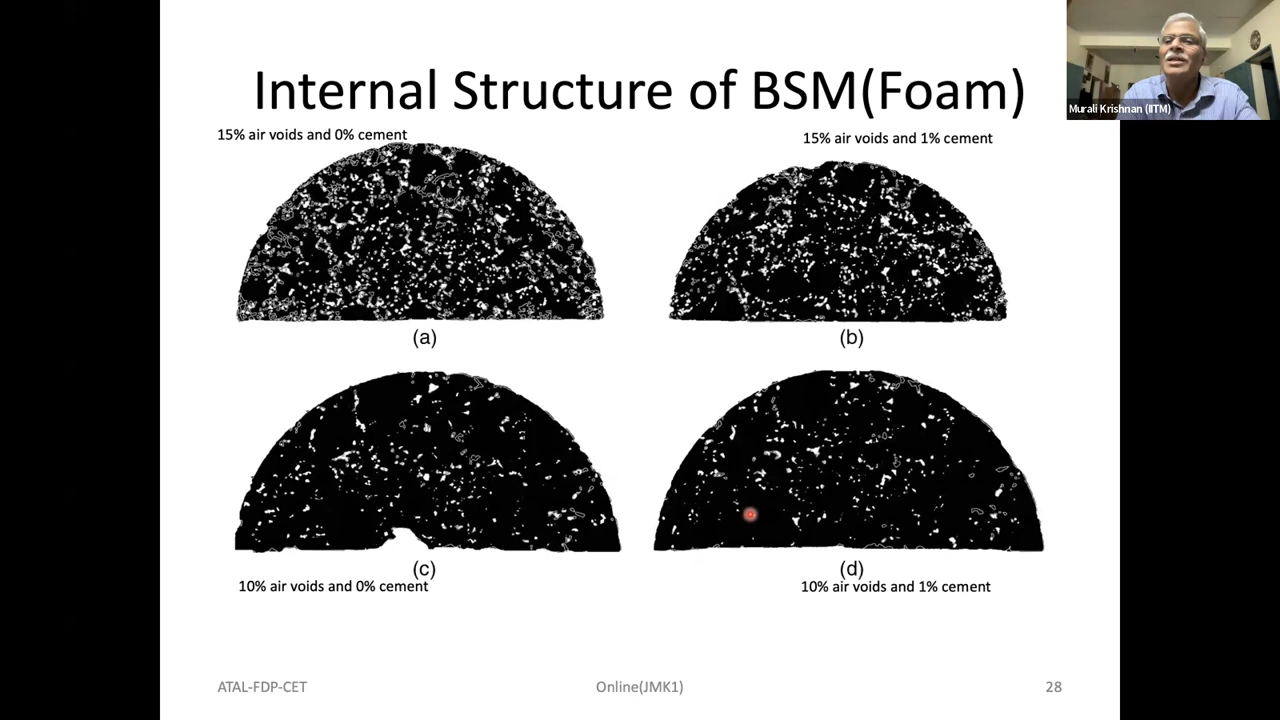 Internal Structure of BSM(Foam)
Murali Krishnan (IITM)
15% air voids and 0% cement
15% air voids and 1% cement
(a)
(b)
(c)
(d)
10% air voids and 0% cement
10% air voids and 1% cement
ATAL-FDP-CET
Online(JMK1)
28